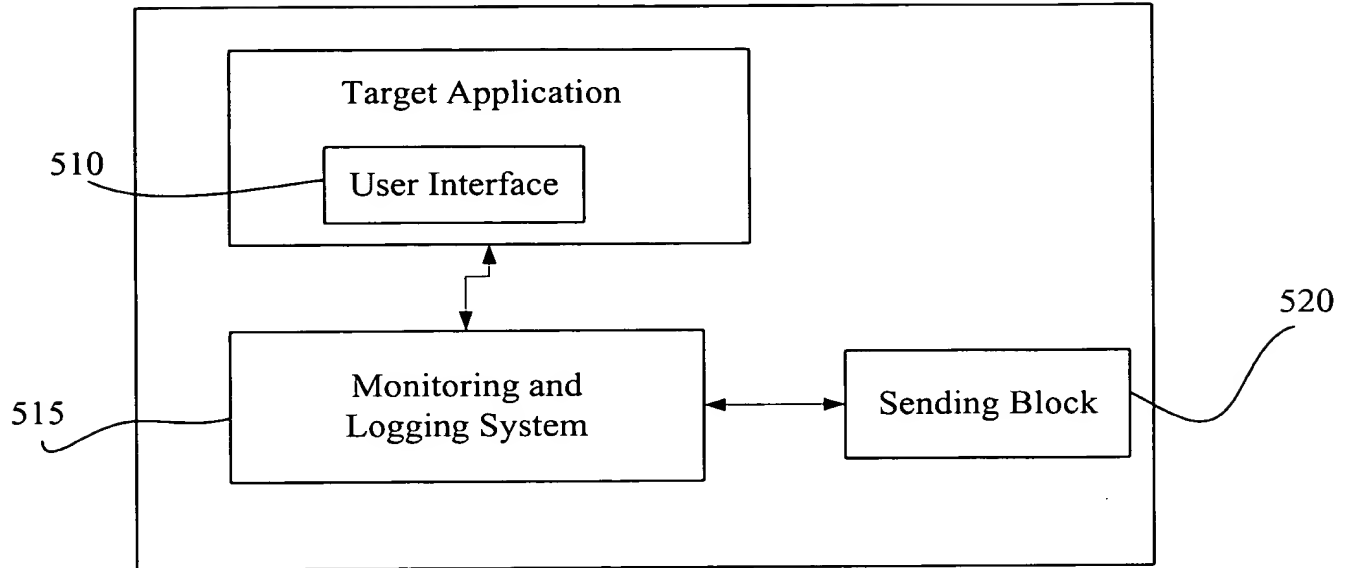 Target Application
510
User Interface
520
Monitoring and
Logging System
515
Sending Block